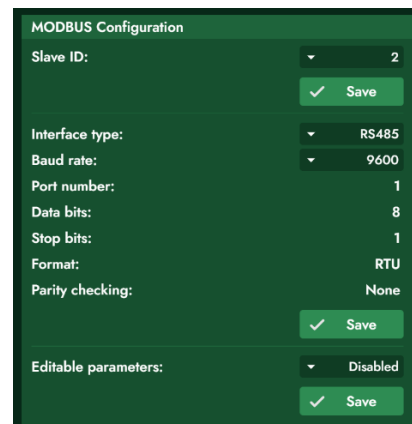 MODBUS Configuration
Slave ID: 2
Save
Interface type: RS485
Baud rate: 9600
Port number: 1
Data bits: 8
Stop bits: 1
Format: RTU
Parity checking: None
Save
Editable parameters: Disabled
Save